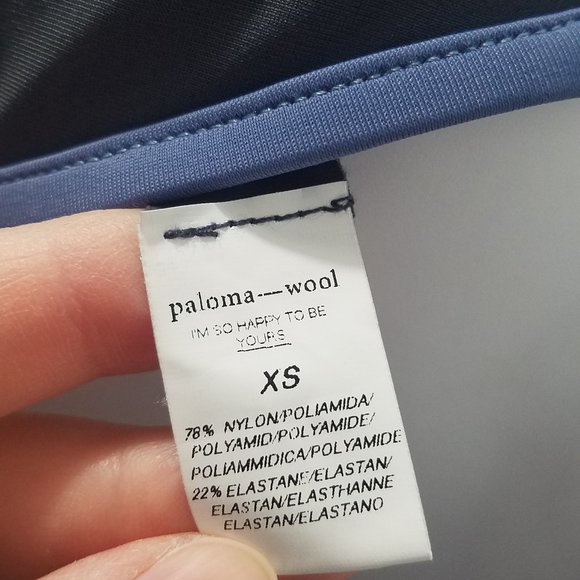 paloma—wool
I'M SO HAPPY TO BE
YOURS
XS
78% NYLON/POLIAMIDA/
POLYAMID/POLYAMIDE/
POLIAMMIDICA/POLYAMIDE
22% ELASTANE/ELASTAN/
ELASTAN/ELASTHANNE
ELASTAN/ELASTANO